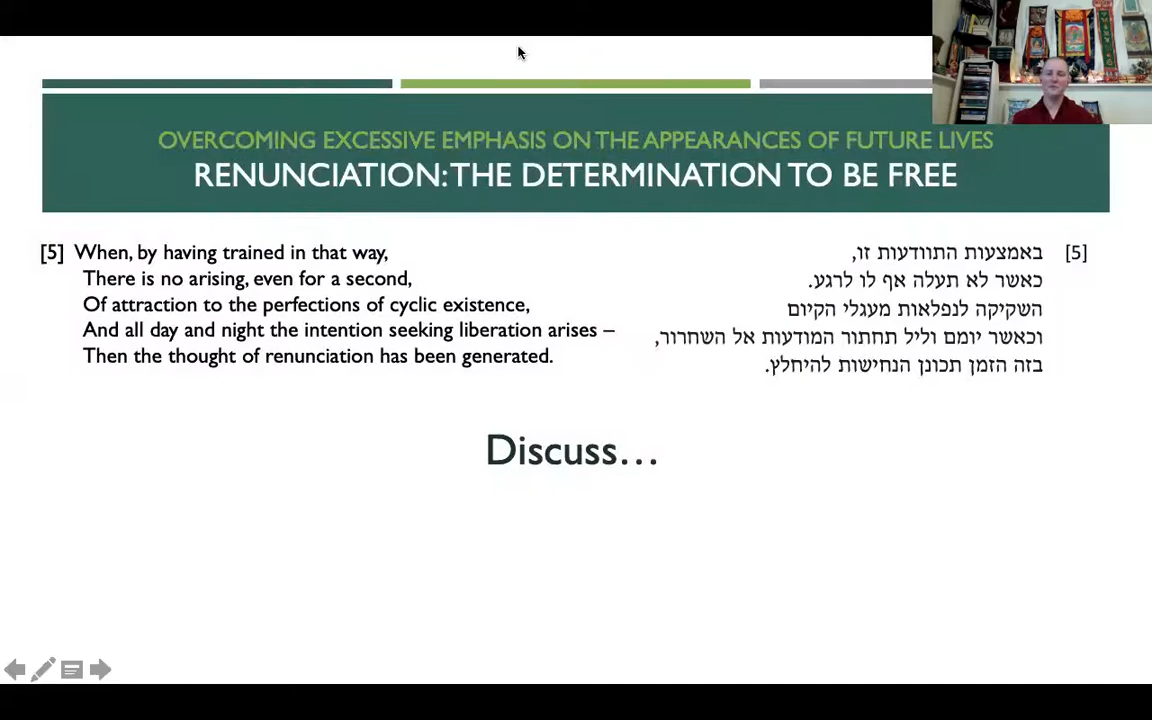 OVERCOMING EXCESSIVE EMPHASIS ON THE APPEARANCES OF FUTURE LIVES
RENUNCIATION: THE DETERMINATION TO BE FREE
[5] When, by having trained in that way,
There is no arising, even for a second,
Of attraction to the perfections of cyclic existence,
And all day and night the intention seeking liberation arises –
Then the thought of renunciation has been generated.
[5] באמצעות התוודעות זו,
כאשר לא תעלה אף לו לרגע.
השקיקה לנפלאות מעגלי הקיום
וכאשר יומם וליל תחתור המודעות אל השחרור,
בזה הזמן תכונן הנחישות להיחלץ.
Discuss…